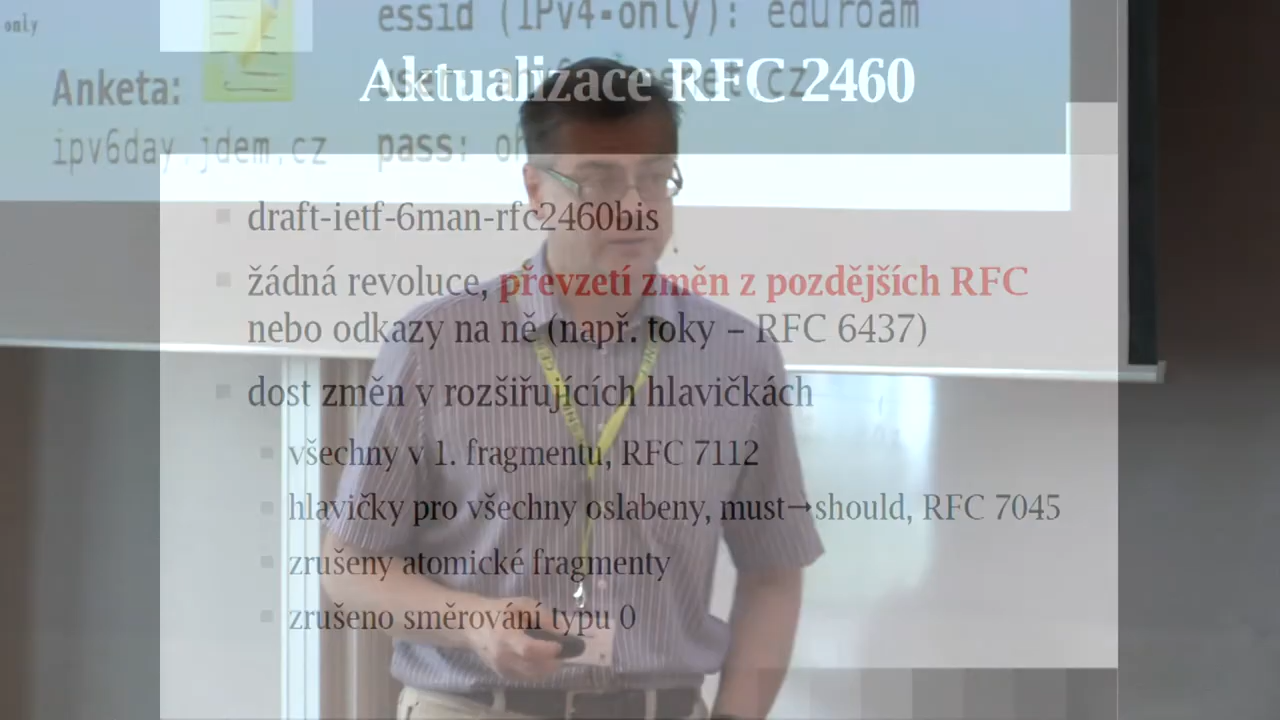 only
essid (IPv4-only): eduroam
Anketa:
ipv6day.jdem.cz
pass:
Aktualizace RFC 2460
draft-ietf-6man-rfc2460bis
žádná revoluce, převzetí změn z pozdějších RFC
nebo odkazy na ně (např. toky – RFC 6437)
dost změn v rozšiřujících hlavičkách
všechny v 1. fragmentu, RFC 7112
hlavičky pro všechny oslabeny, must→should, RFC 7045
zrušeny atomické fragmenty
zrušeno směrování typu 0